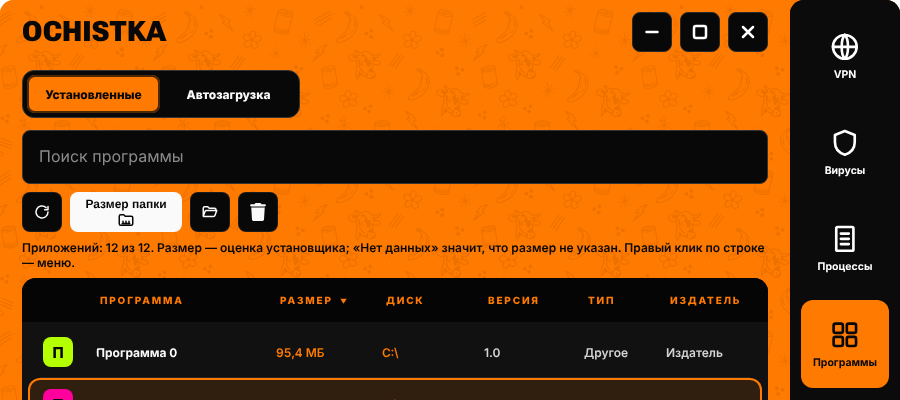 OCHISTKA
VPN
Установленные
Автозагрузка
Поиск программы
Вирусы
Размер папки
Приложений: 12 из 12. Размер — оценка установщика; «Нет данных» значит, что размер не указан. Правый клик по строке
— меню.
Процессы
ПРОГРАММА
РАЗМЕР ▼
ДИСК
ВЕРСИЯ
ТИП
ИЗДАТЕЛЬ
П
Программа 0
95,4 МБ
C:\
1.0
Другое
Издатель
Программы